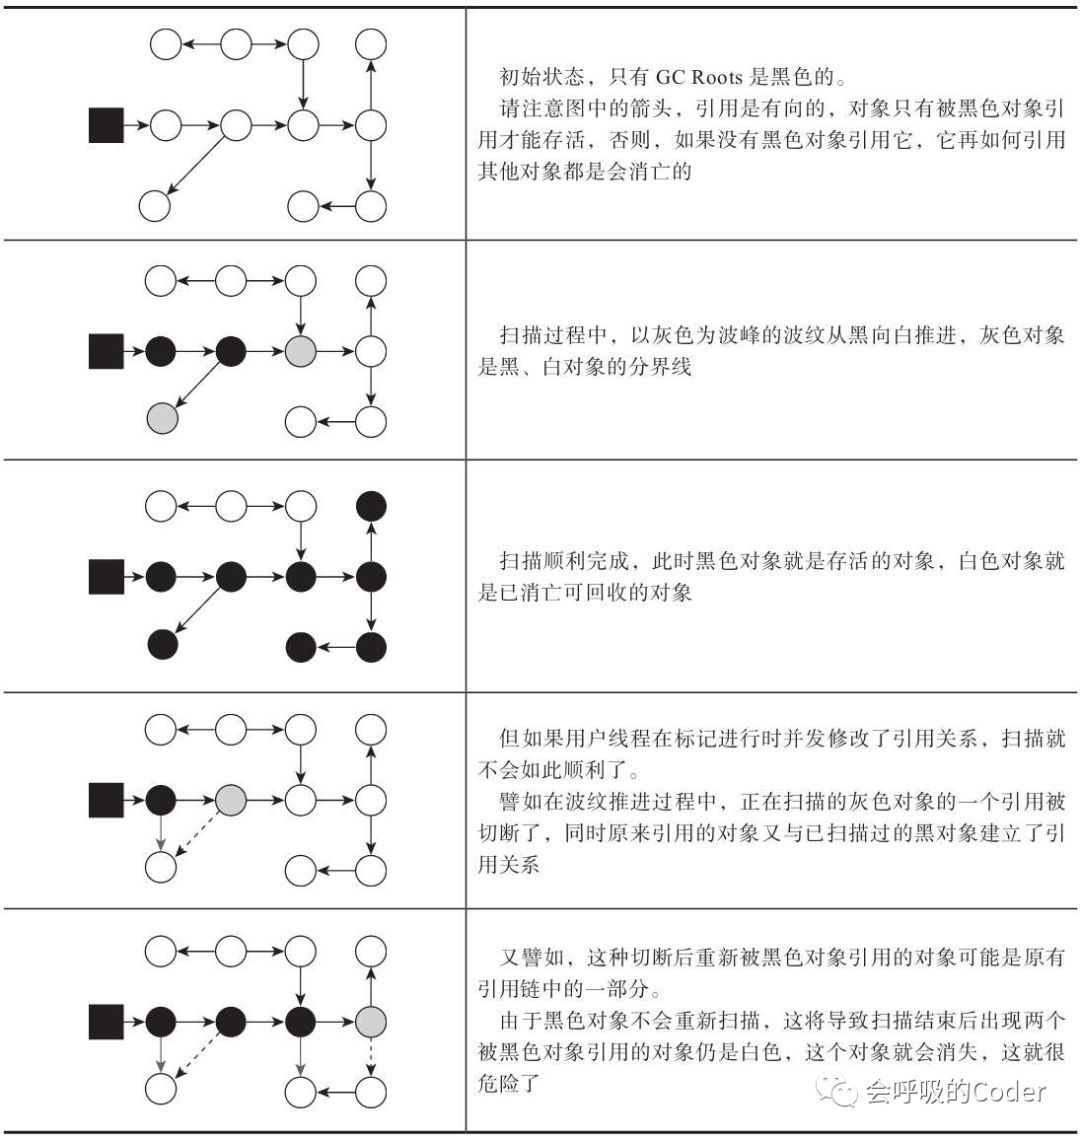 初始状态，只有 GC Roots 是黑色的。
请注意图中的箭头，引用是有向的，对象只有被黑色对象引
用才能存活，否则，如果没有黑色对象引用它，它再如何引用
其他对象都是会消亡的
扫描过程中，以灰色为波峰的波纹从黑向白推进，灰色对象
是黑、白对象的分界线
扫描顺利完成，此时黑色对象就是存活的对象，白色对象就
是已消亡可回收的对象
但如果用户线程在标记进行时并发修改了引用关系，扫描就
不会如此顺利了。
譬如在波纹推进过程中，正在扫描的灰色对象的一个引用被
切断了，同时原来引用的对象又与已扫描过的黑对象建立了引
用关系
又譬如，这种切断后重新被黑色对象引用的对象可能是原有
引用链中的一部分。
由于黑色对象不会重新扫描，这将导致扫描结束后出现两个
被黑色对象引用的对象仍是白色，这个对象就会消失，这就很
危险了
会呼吸的Coder